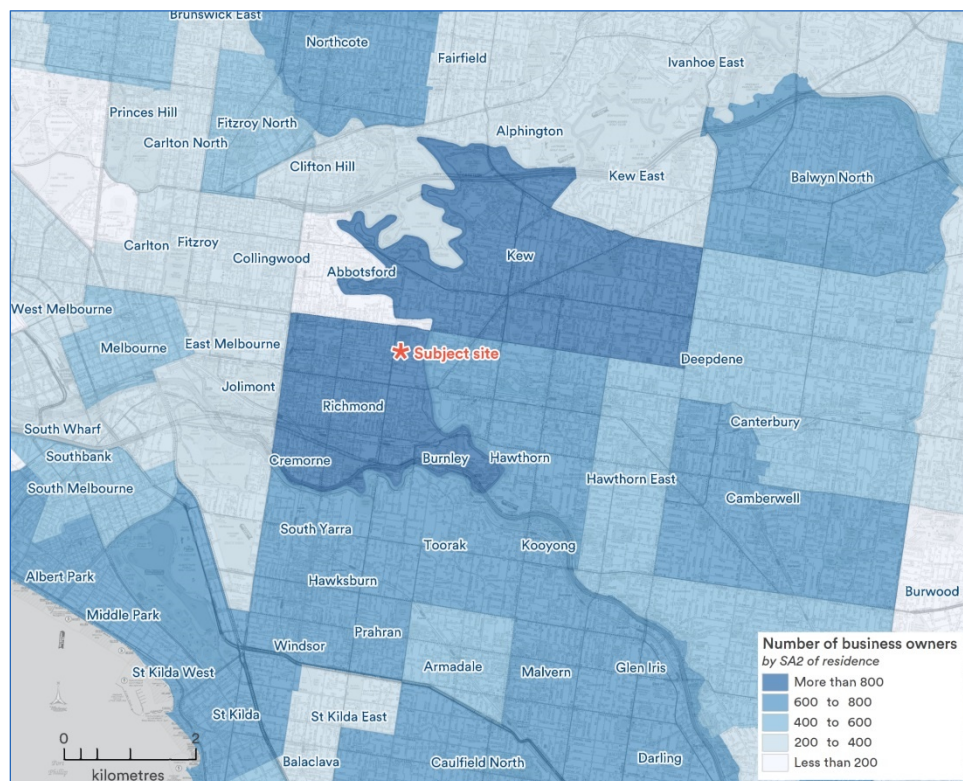 Brunswick East
Northcote
Fairfield
Ivanhoe East
Princes Hill
Fitzroy North
Carlton North
Alphington
Clifton Hill
Kew East
Balwyn North
Carlton
Fitzroy
Collingwood
Kew
Abbotsford
West Melbourne
Melbourne
East Melbourne
Subject site
Deepdene
Jolimont
Richmond
Canterbury
South Wharf
Southbank
Cremorne
Burnley
Hawthorn
Hawthorn East
South Melbourne
Camberwell
South Yarra
Toorak
Kooyong
Albert Park
Hawksburn
Burwood
Middle Park
Windsor
Prahran
Armadale
Malvern
Glen Iris
St Kilda West
St Kilda
St Kilda East
Balaclava
Caulfield North
Darling
0 2
kilometres
Number of business owners
by SA2 of residence
More than 800
600 to 800
400 to 600
200 to 400
Less than 200